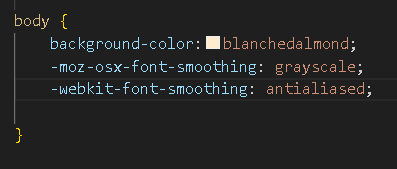 body {
background-color: blanchedalmond;
-moz-osx-font-smoothing: grayscale;
-webkit-font-smoothing: antialiased;
}